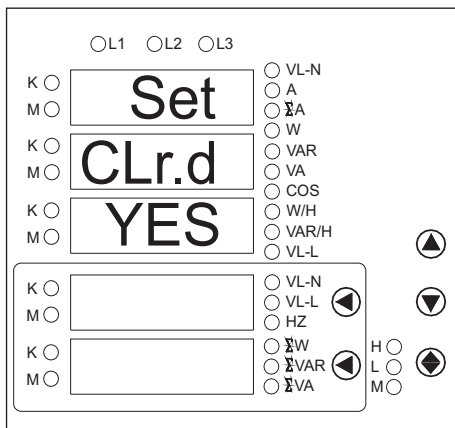 L1 L2 L3
K
M
Set
VL-N
A
ΣA
W
K
M
CLr.d
VAR
VA
COS
K
M
YES
W/H
VAR/H
VL-L
K
M
VL-N
VL-L
HZ
K
M
ΣW
ΣVAR
ΣVA
H
L
M